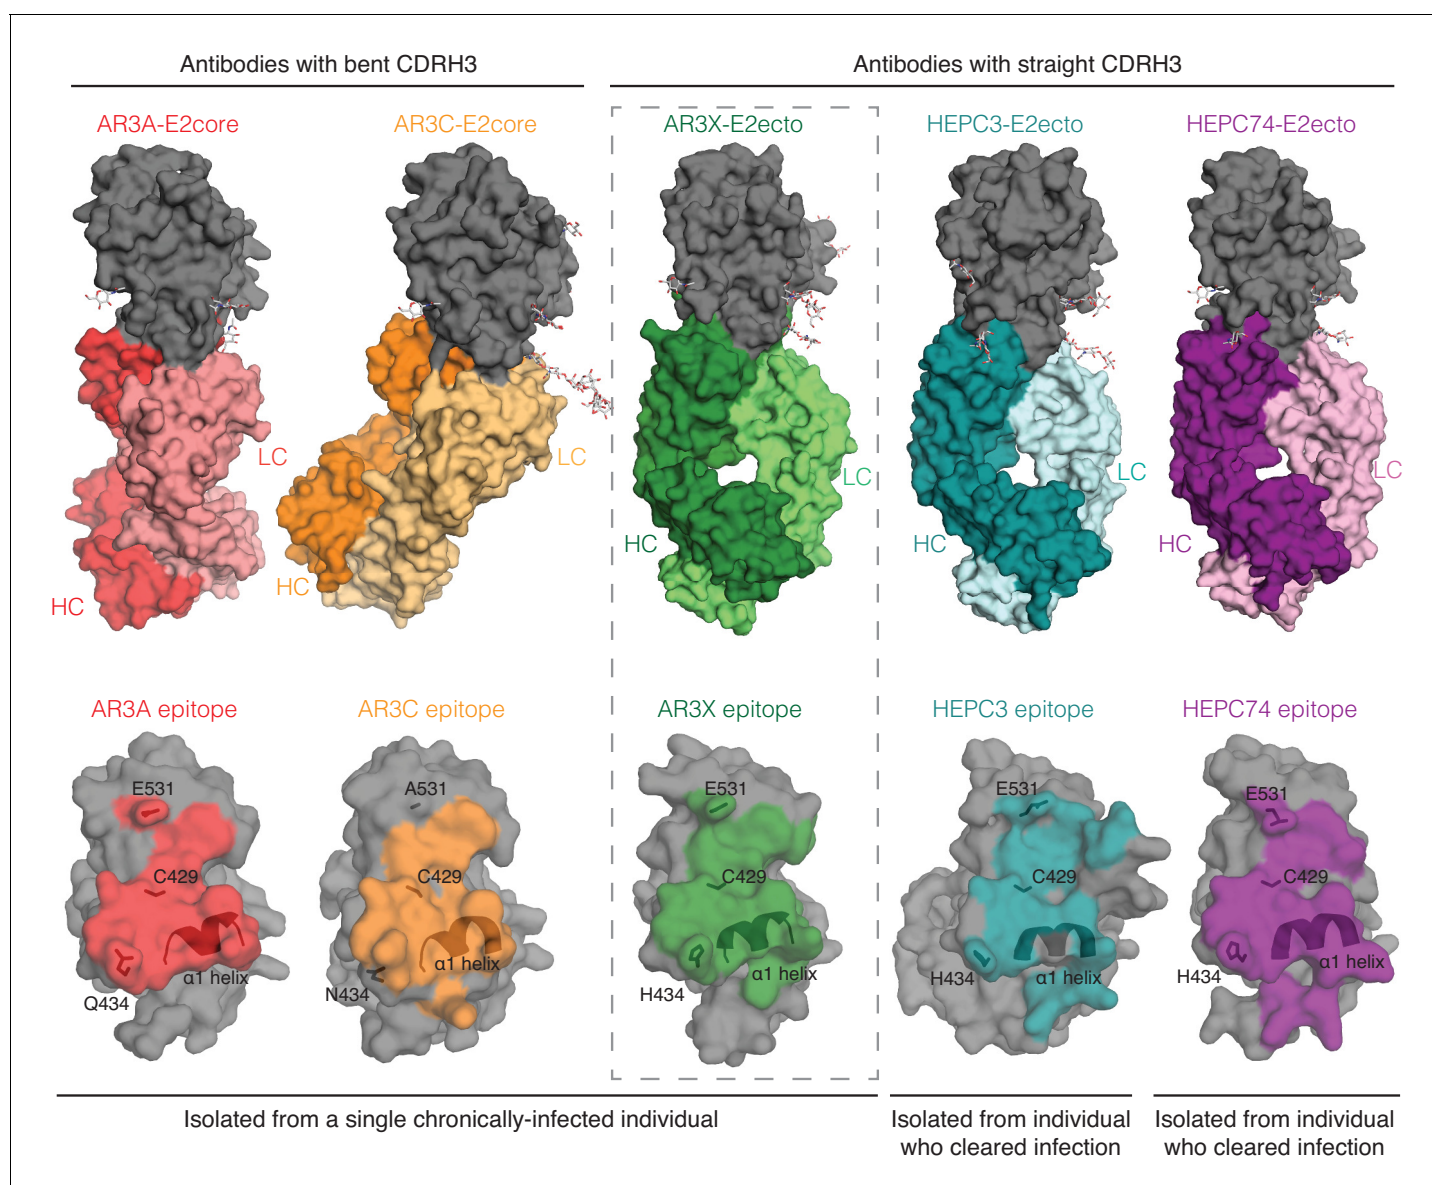 Antibodies with bent CDRH3
Antibodies with straight CDRH3
AR3A-E2core
AR3C-E2core
AR3X-E2ecto
HEPC3-E2ecto
HEPC74-E2ecto
LC
LC
LC
LC
LC
HC
HC
HC
HC
HC
AR3A epitope
AR3C epitope
AR3X epitope
HEPC3 epitope
HEPC74 epitope
E531
C429
α1 helix
Q434
A531
C429
α1 helix
N434
E531
C429
α1 helix
H434
E531
C429
α1 helix
H434
E531
C429
α1 helix
H434
Isolated from a single chronically-infected individual
Isolated from individual
who cleared infection
Isolated from individual
who cleared infection